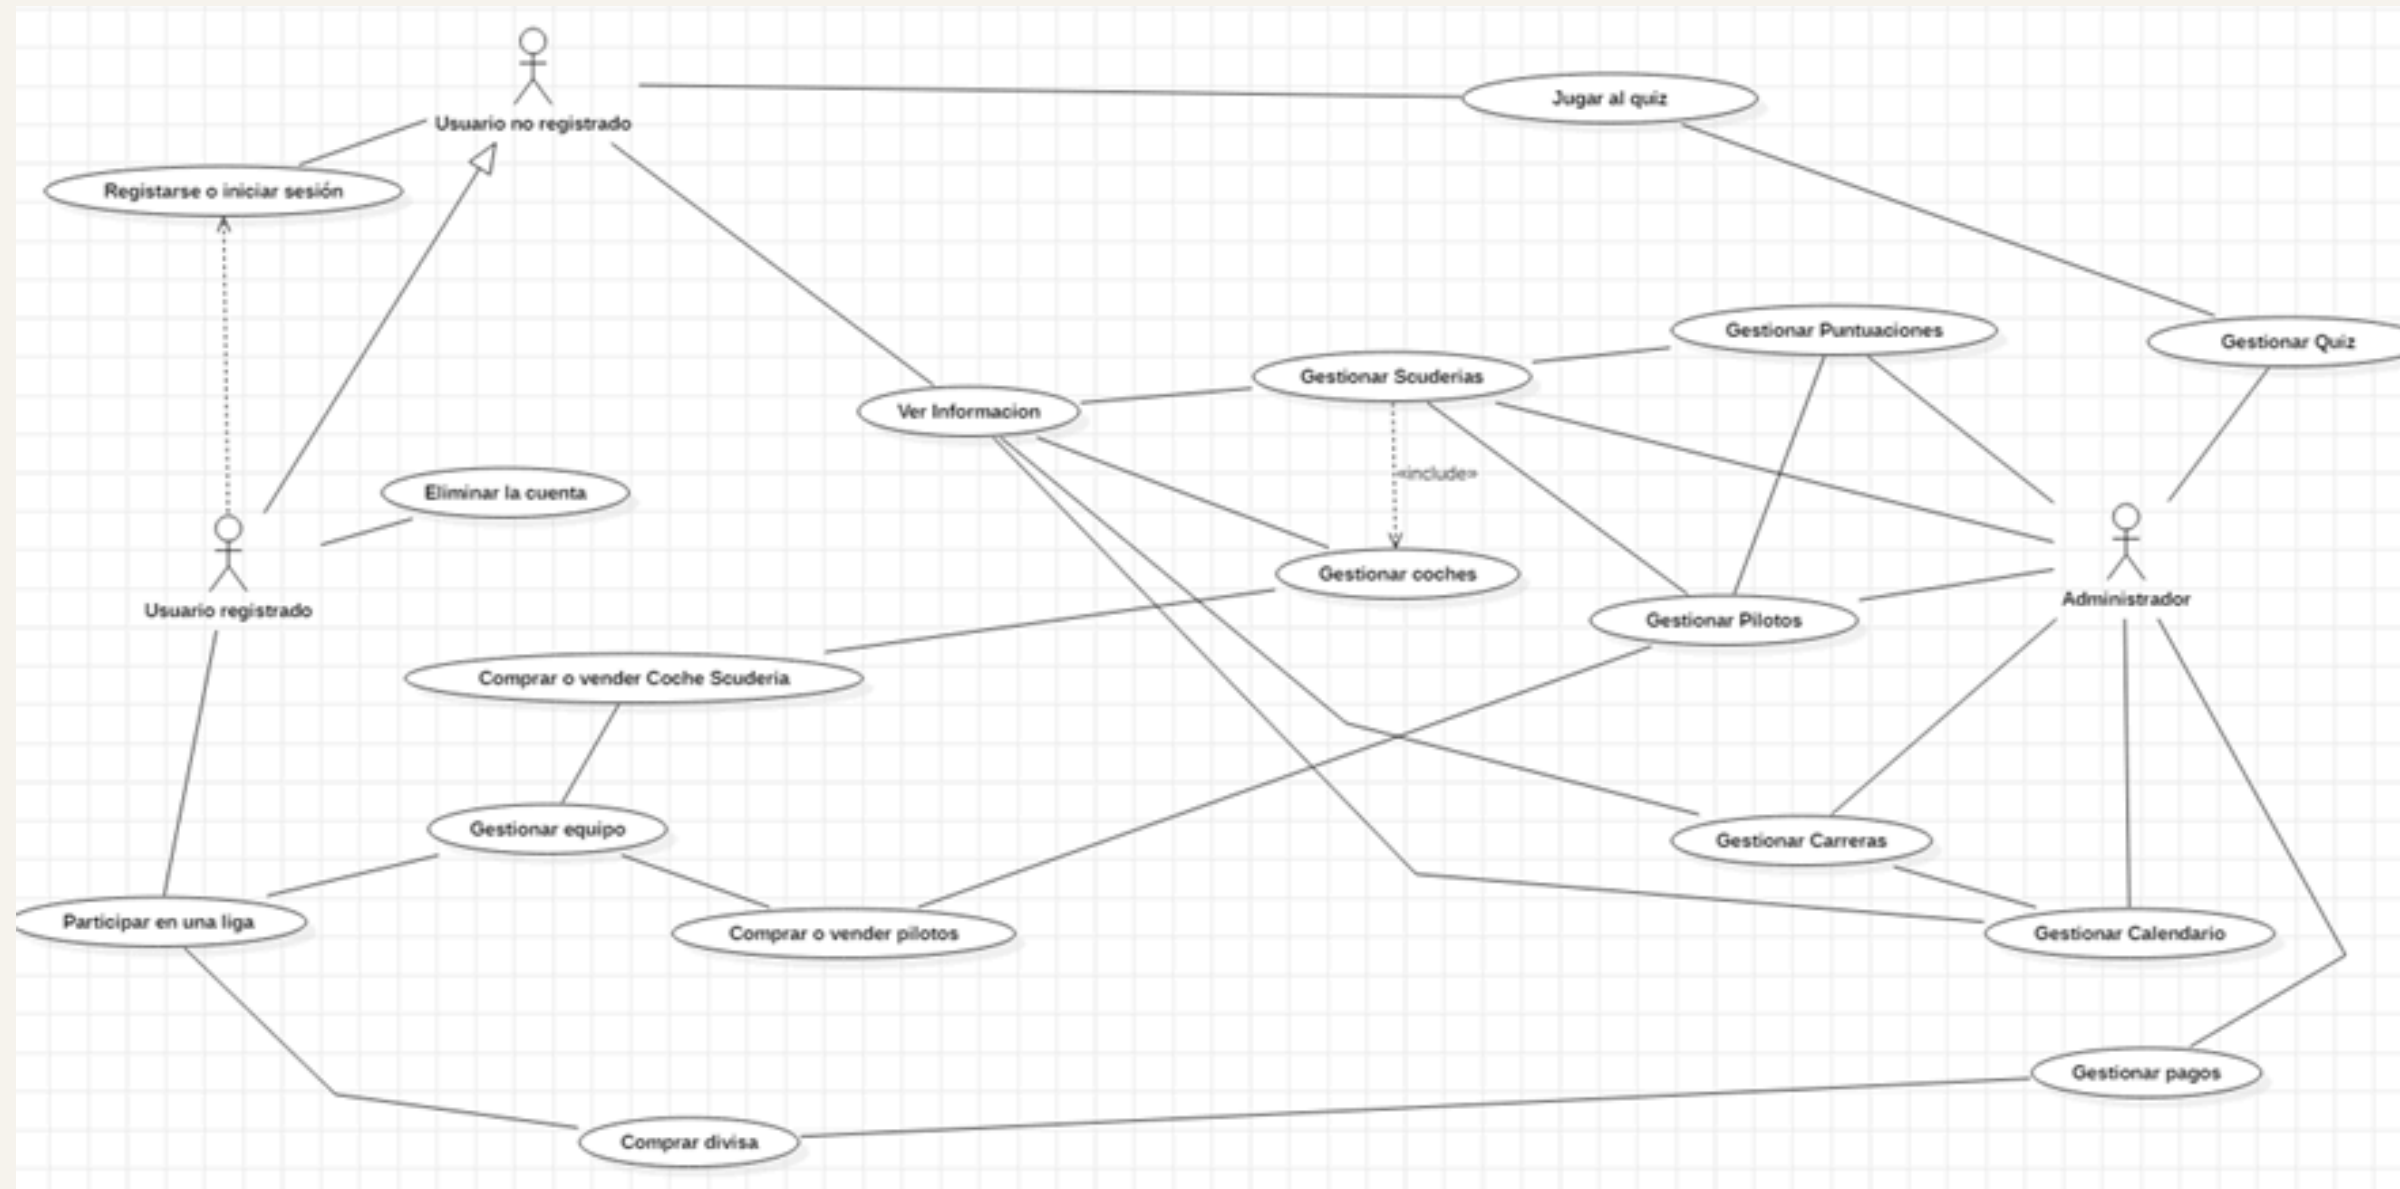 Usuario no registrado
Jugar al quiz
Registarse o iniciar sesión
Gestionar Puntuaciones
Gestionar Quiz
Gestionar Scuderias
Ver Informacion
«include»
Eliminar la cuenta
Gestionar coches
Usuario registrado
Administrador
Gestionar Pilotos
Comprar o vender Coche Scuderia
Gestionar equipo
Gestionar Carreras
Participar en una liga
Comprar o vender pilotos
Gestionar Calendario
Gestionar pagos
Comprar divisa